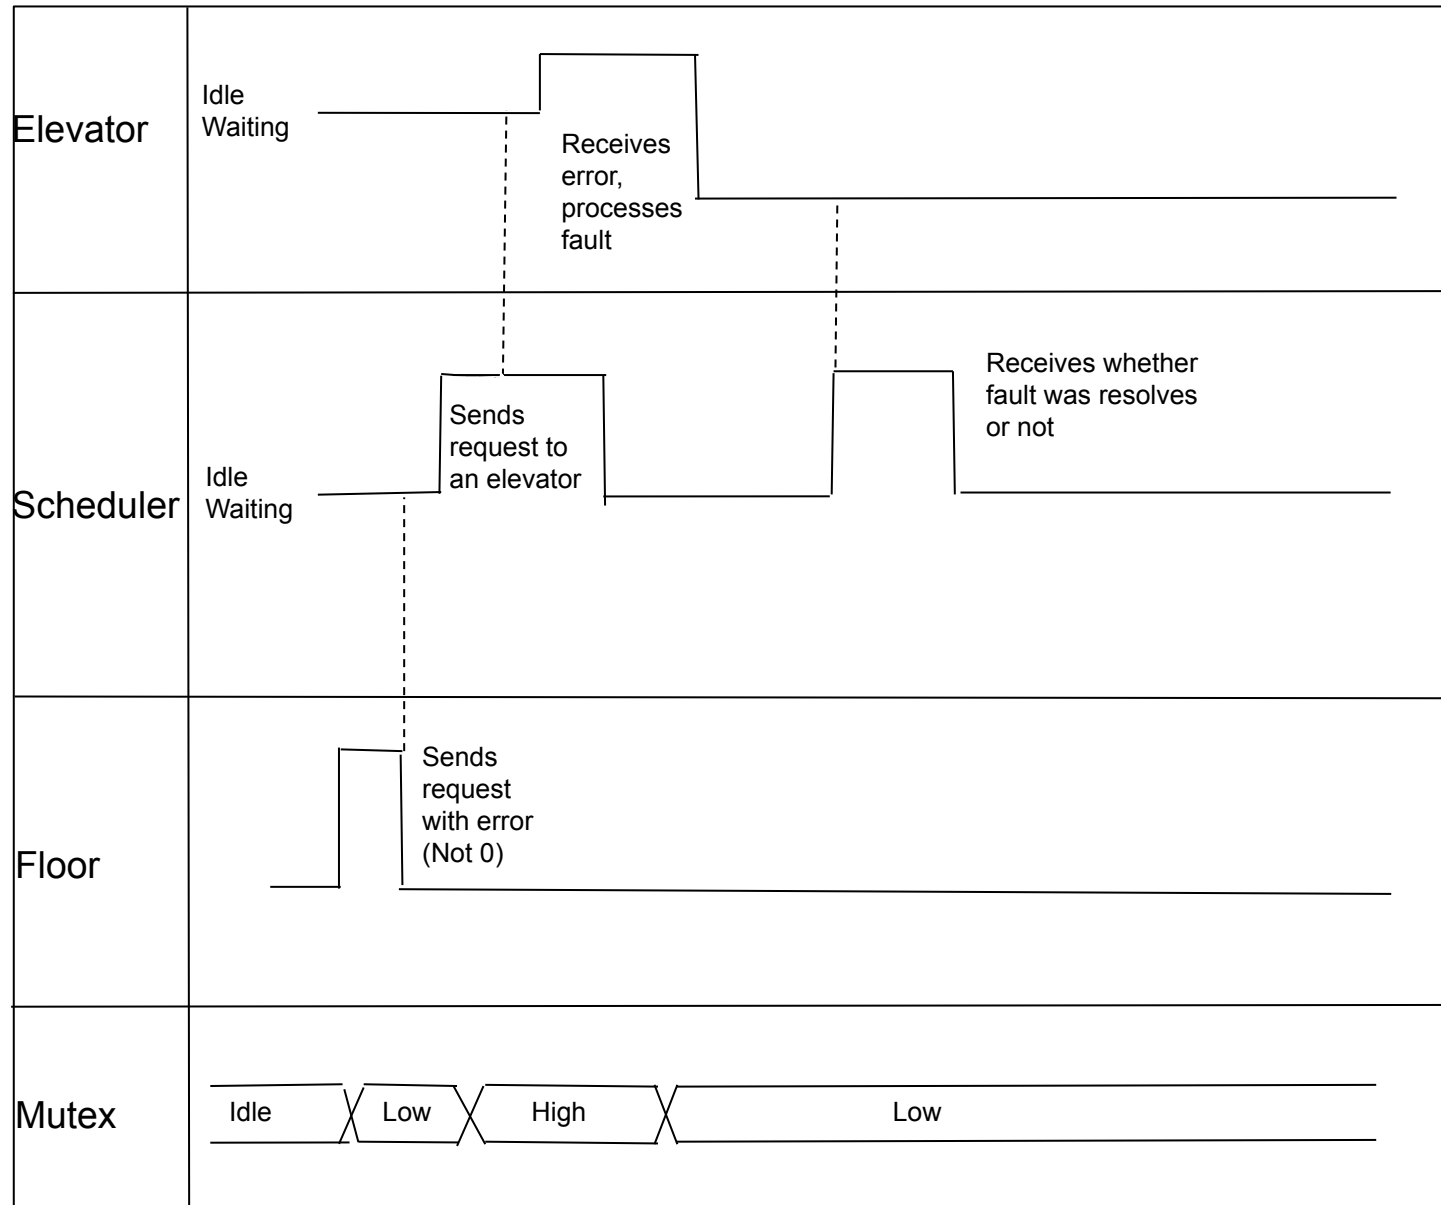 Elevator
Idle
Waiting
Receives
error,
processes
fault
Scheduler
Idle
Waiting
Sends
request to
an elevator
Receives whether
fault was resolves
or not
Floor
Sends
request
with error
(Not 0)
Mutex
Idle
Low
High
Low